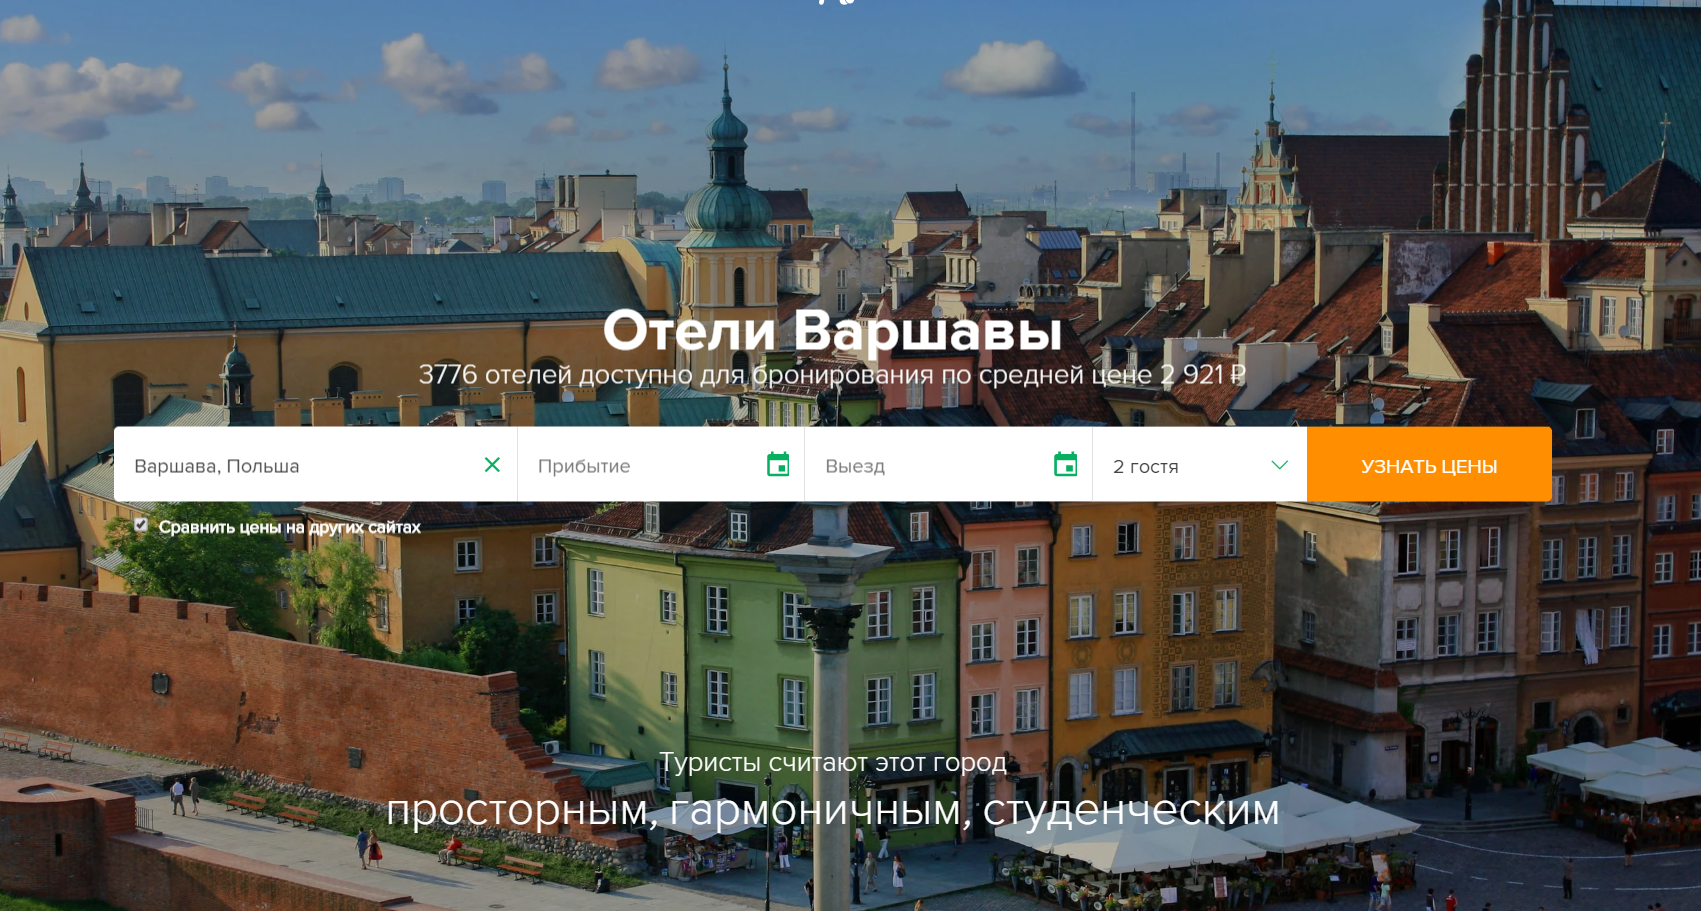 Отели Варшавы
3776 отелей доступно для бронирования по средней цене 2 921 ₽
Варшава, Польша
Прибытие
Выезд
2 гостя
УЗНАТЬ ЦЕНЫ
Сравнить цены на других сайтах
Туристы считают этот город
просторным, гармоничным, студенческим